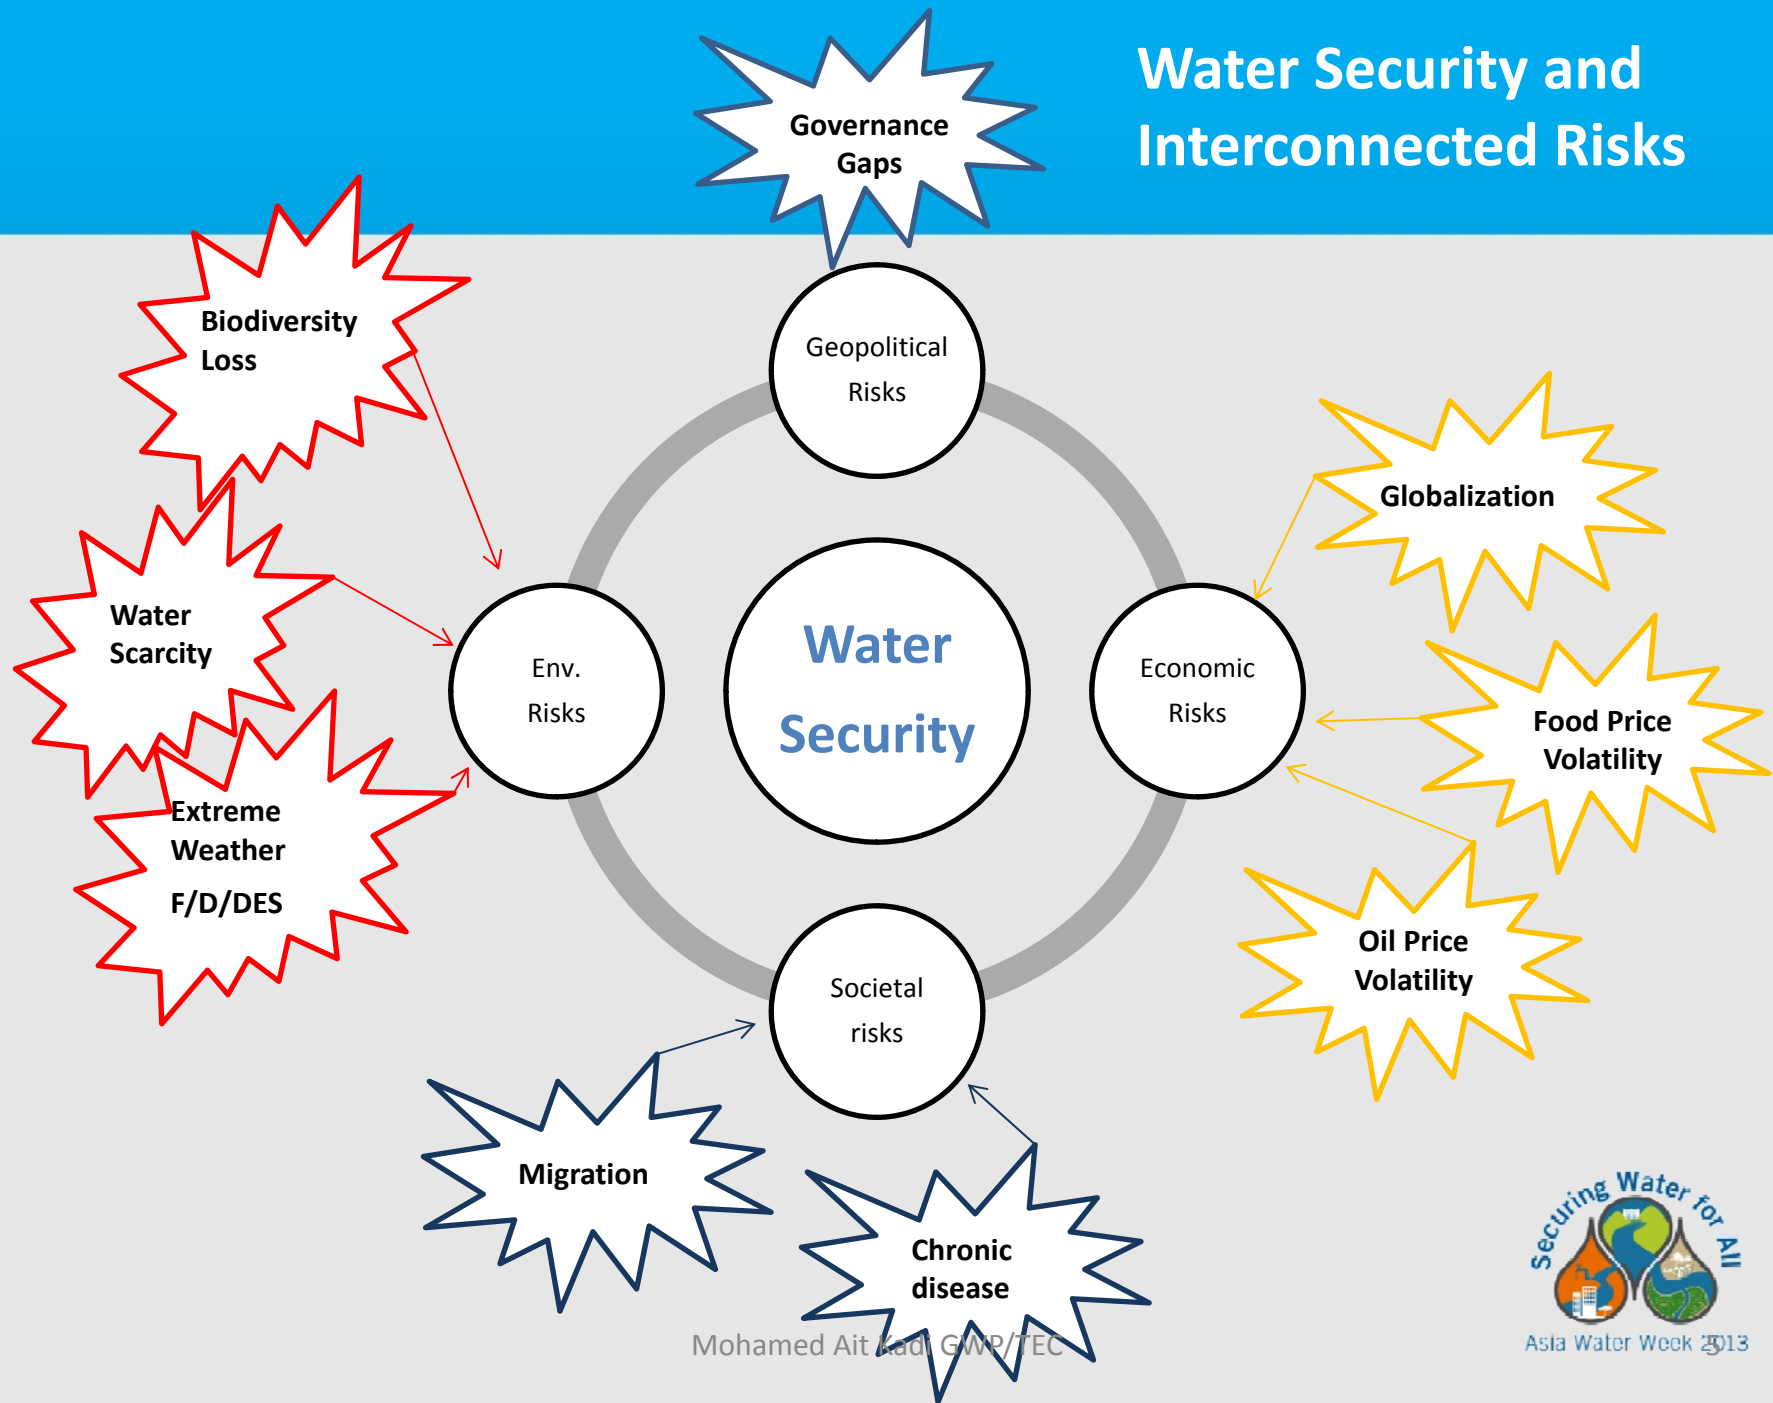 Water Security and
Interconnected Risks
Governance
Gaps
Biodiversity
Loss
Geopolitical
Risks
Globalization
Water
Scarcity
Env.
Risks
Water
Security
Economic
Risks
Food Price
Volatility
Extreme
Weather
F/D/DES
Oil Price
Volatility
Societal
risks
Migration
Chronic
disease
Securing Water for All
Asia Water Week 2013
Mohamed Ait Kadi GWP/TEC
5